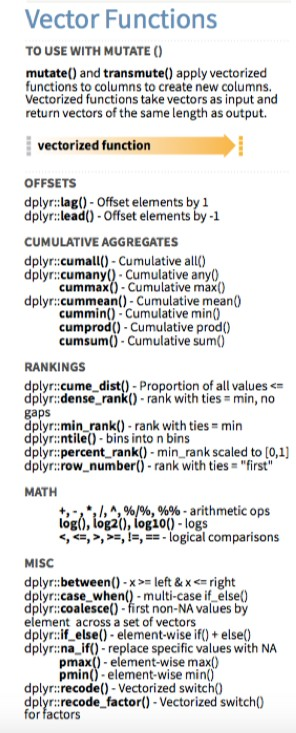 Vector Functions
TO USE WITH MUTATE ()
mutate() and transmute() apply vectorized
functions to columns to create new columns.
Vectorized functions take vectors as input and
return vectors of the same length as output.
vectorized function
OFFSETS
dplyr::lag() - Offset elements by 1
dplyr::lead() - Offset elements by -1
CUMULATIVE AGGREGATES
dplyr::cumall() - Cumulative all()
dplyr::cumany() - Cumulative any()
cummax() - Cumulative max()
dplyr::cummean() - Cumulative mean()
cummin() - Cumulative min()
cumprod() - Cumulative prod()
cumsum() - Cumulative sum()
RANKINGS
dplyr::cume_dist() - Proportion of all values <=
dplyr::dense_rank() - rank with ties = min, no
gaps
dplyr::min_rank() - rank with ties = min
dplyr::ntile() - bins into n bins
dplyr::percent_rank() - min_rank scaled to [0,1]
dplyr::row_number() - rank with ties = "first"
MATH
+, -, *, /, ^, %/%, %% - arithmetic ops
log(), log2(), log10() - logs
<, <=, >, >=, !=, == - logical comparisons
MISC
dplyr::between() - x >= left & x <= right
dplyr::case_when() - multi-case if_else()
dplyr::coalesce() - first non-NA values by
element across a set of vectors
dplyr::if_else() - element-wise if() + else()
dplyr::na_if() - replace specific values with NA
pmax() - element-wise max()
pmin() - element-wise min()
dplyr::recode() - Vectorized switch()
dplyr::recode_factor() - Vectorized switch()
for factors